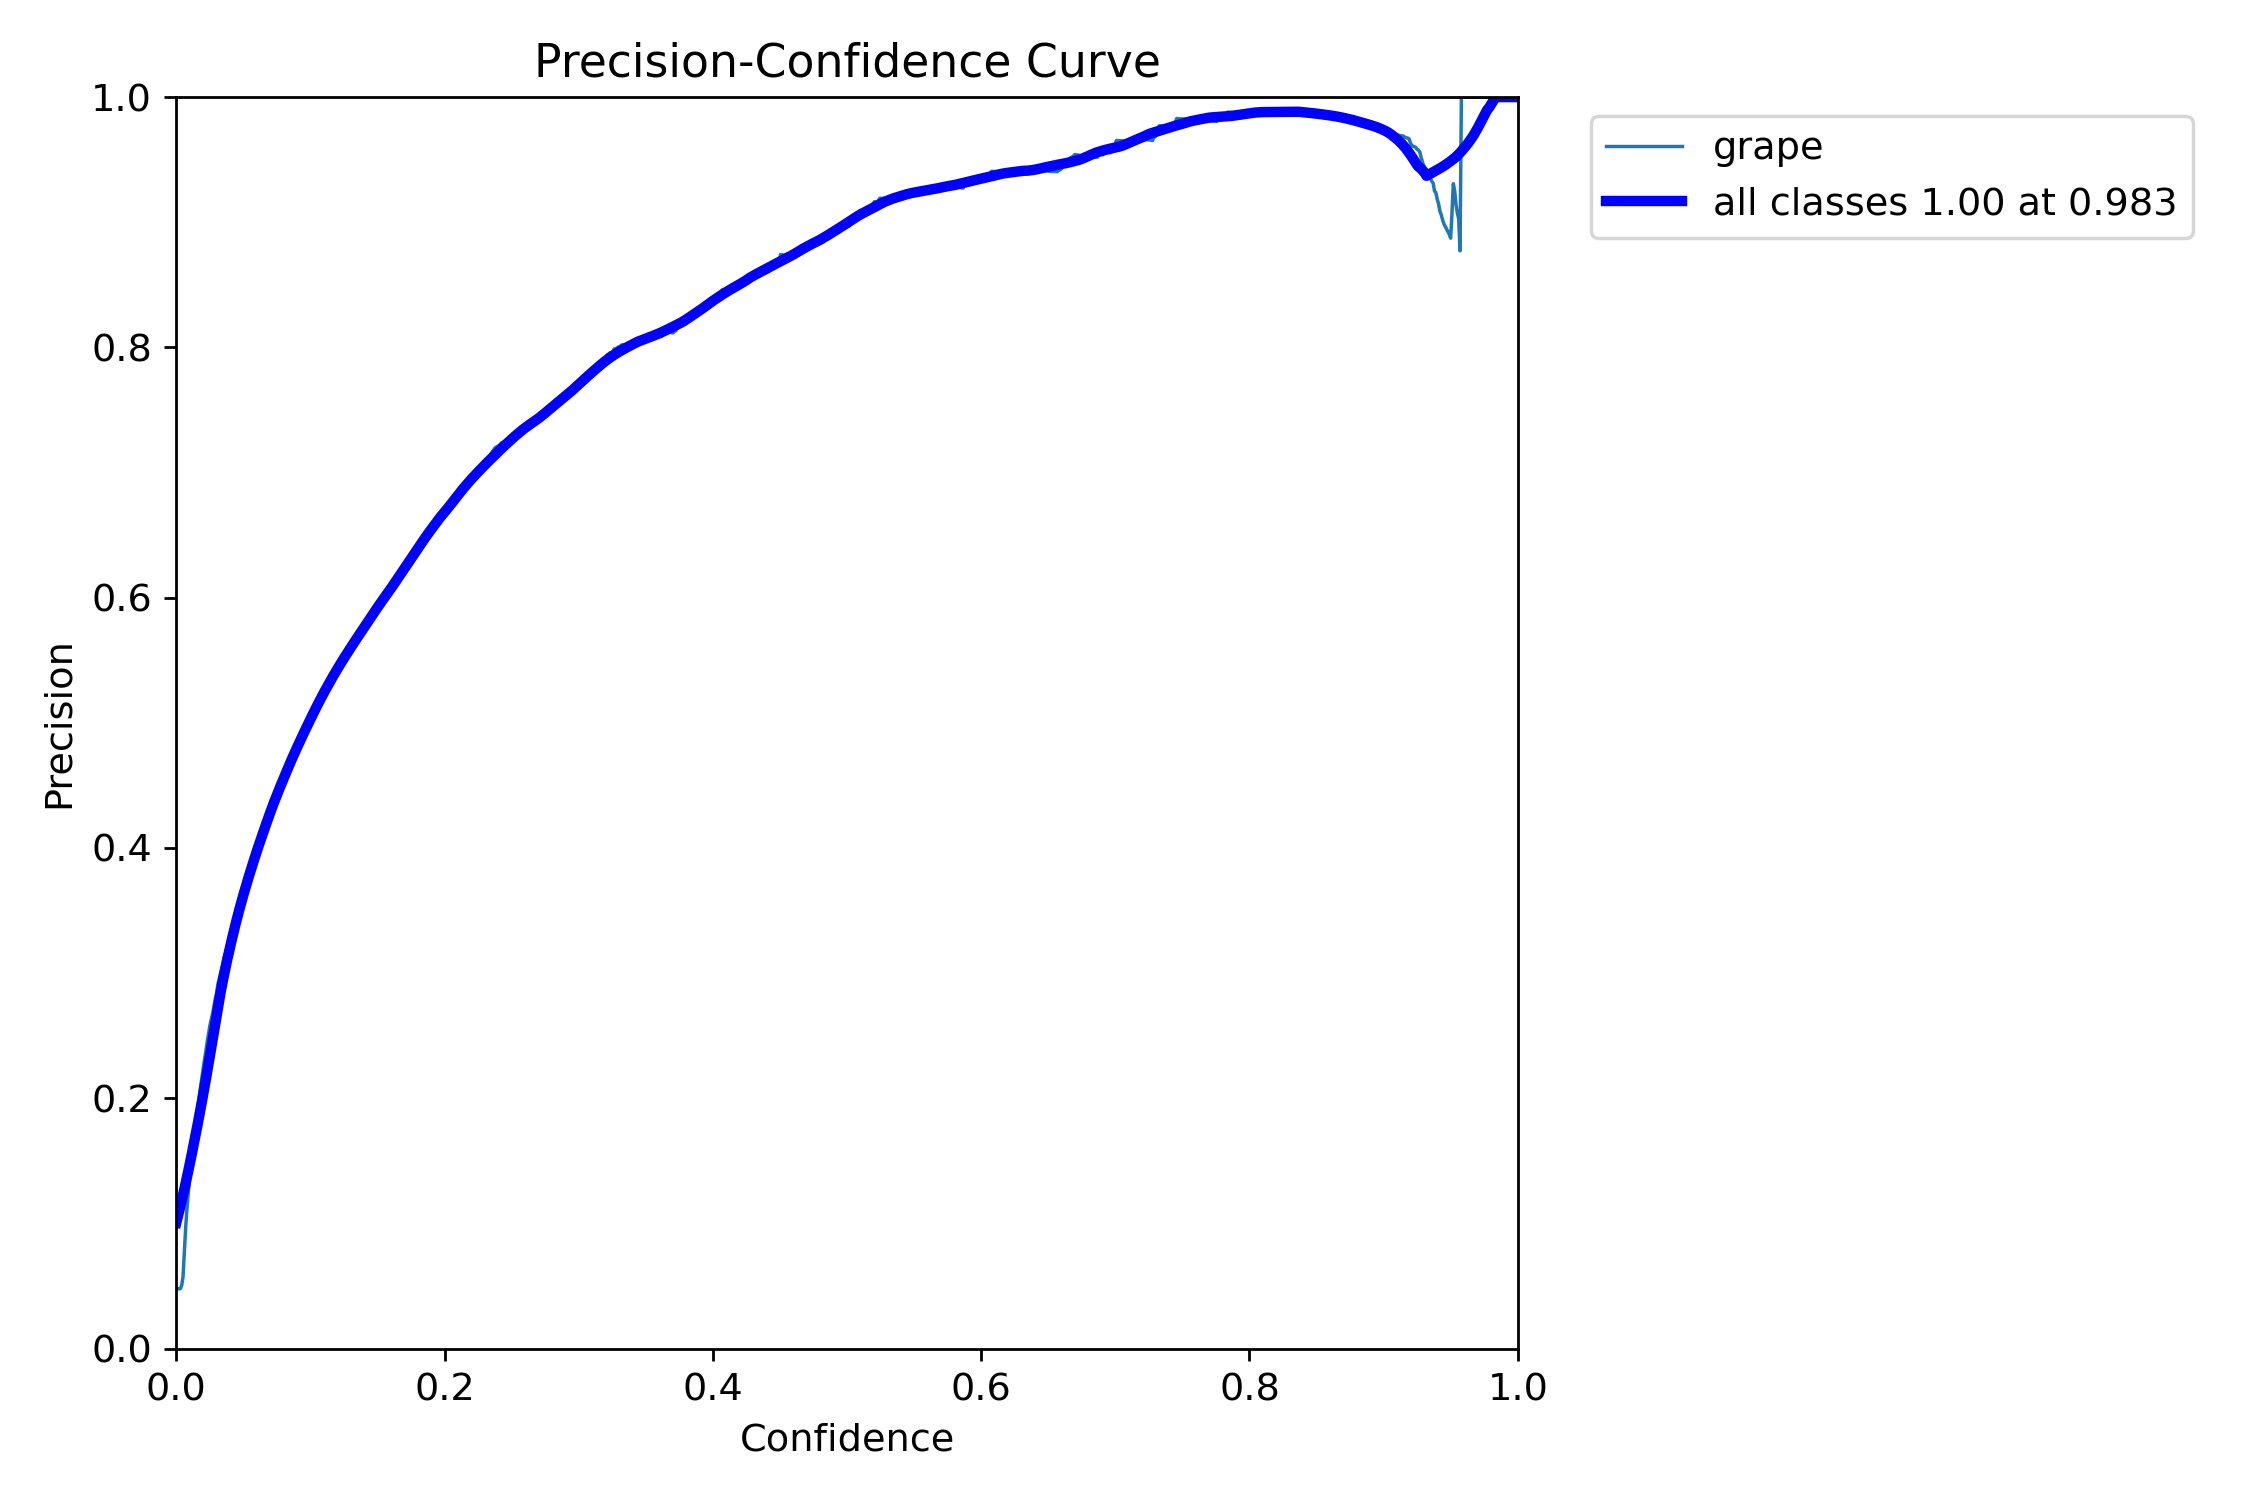 Precision-Confidence Curve
1.0
0.8
0.6
0.4
0.2
0.0
Precision
0.0 0.2 0.4 0.6 0.8 1.0
Confidence
grape
all classes 1.00 at 0.983